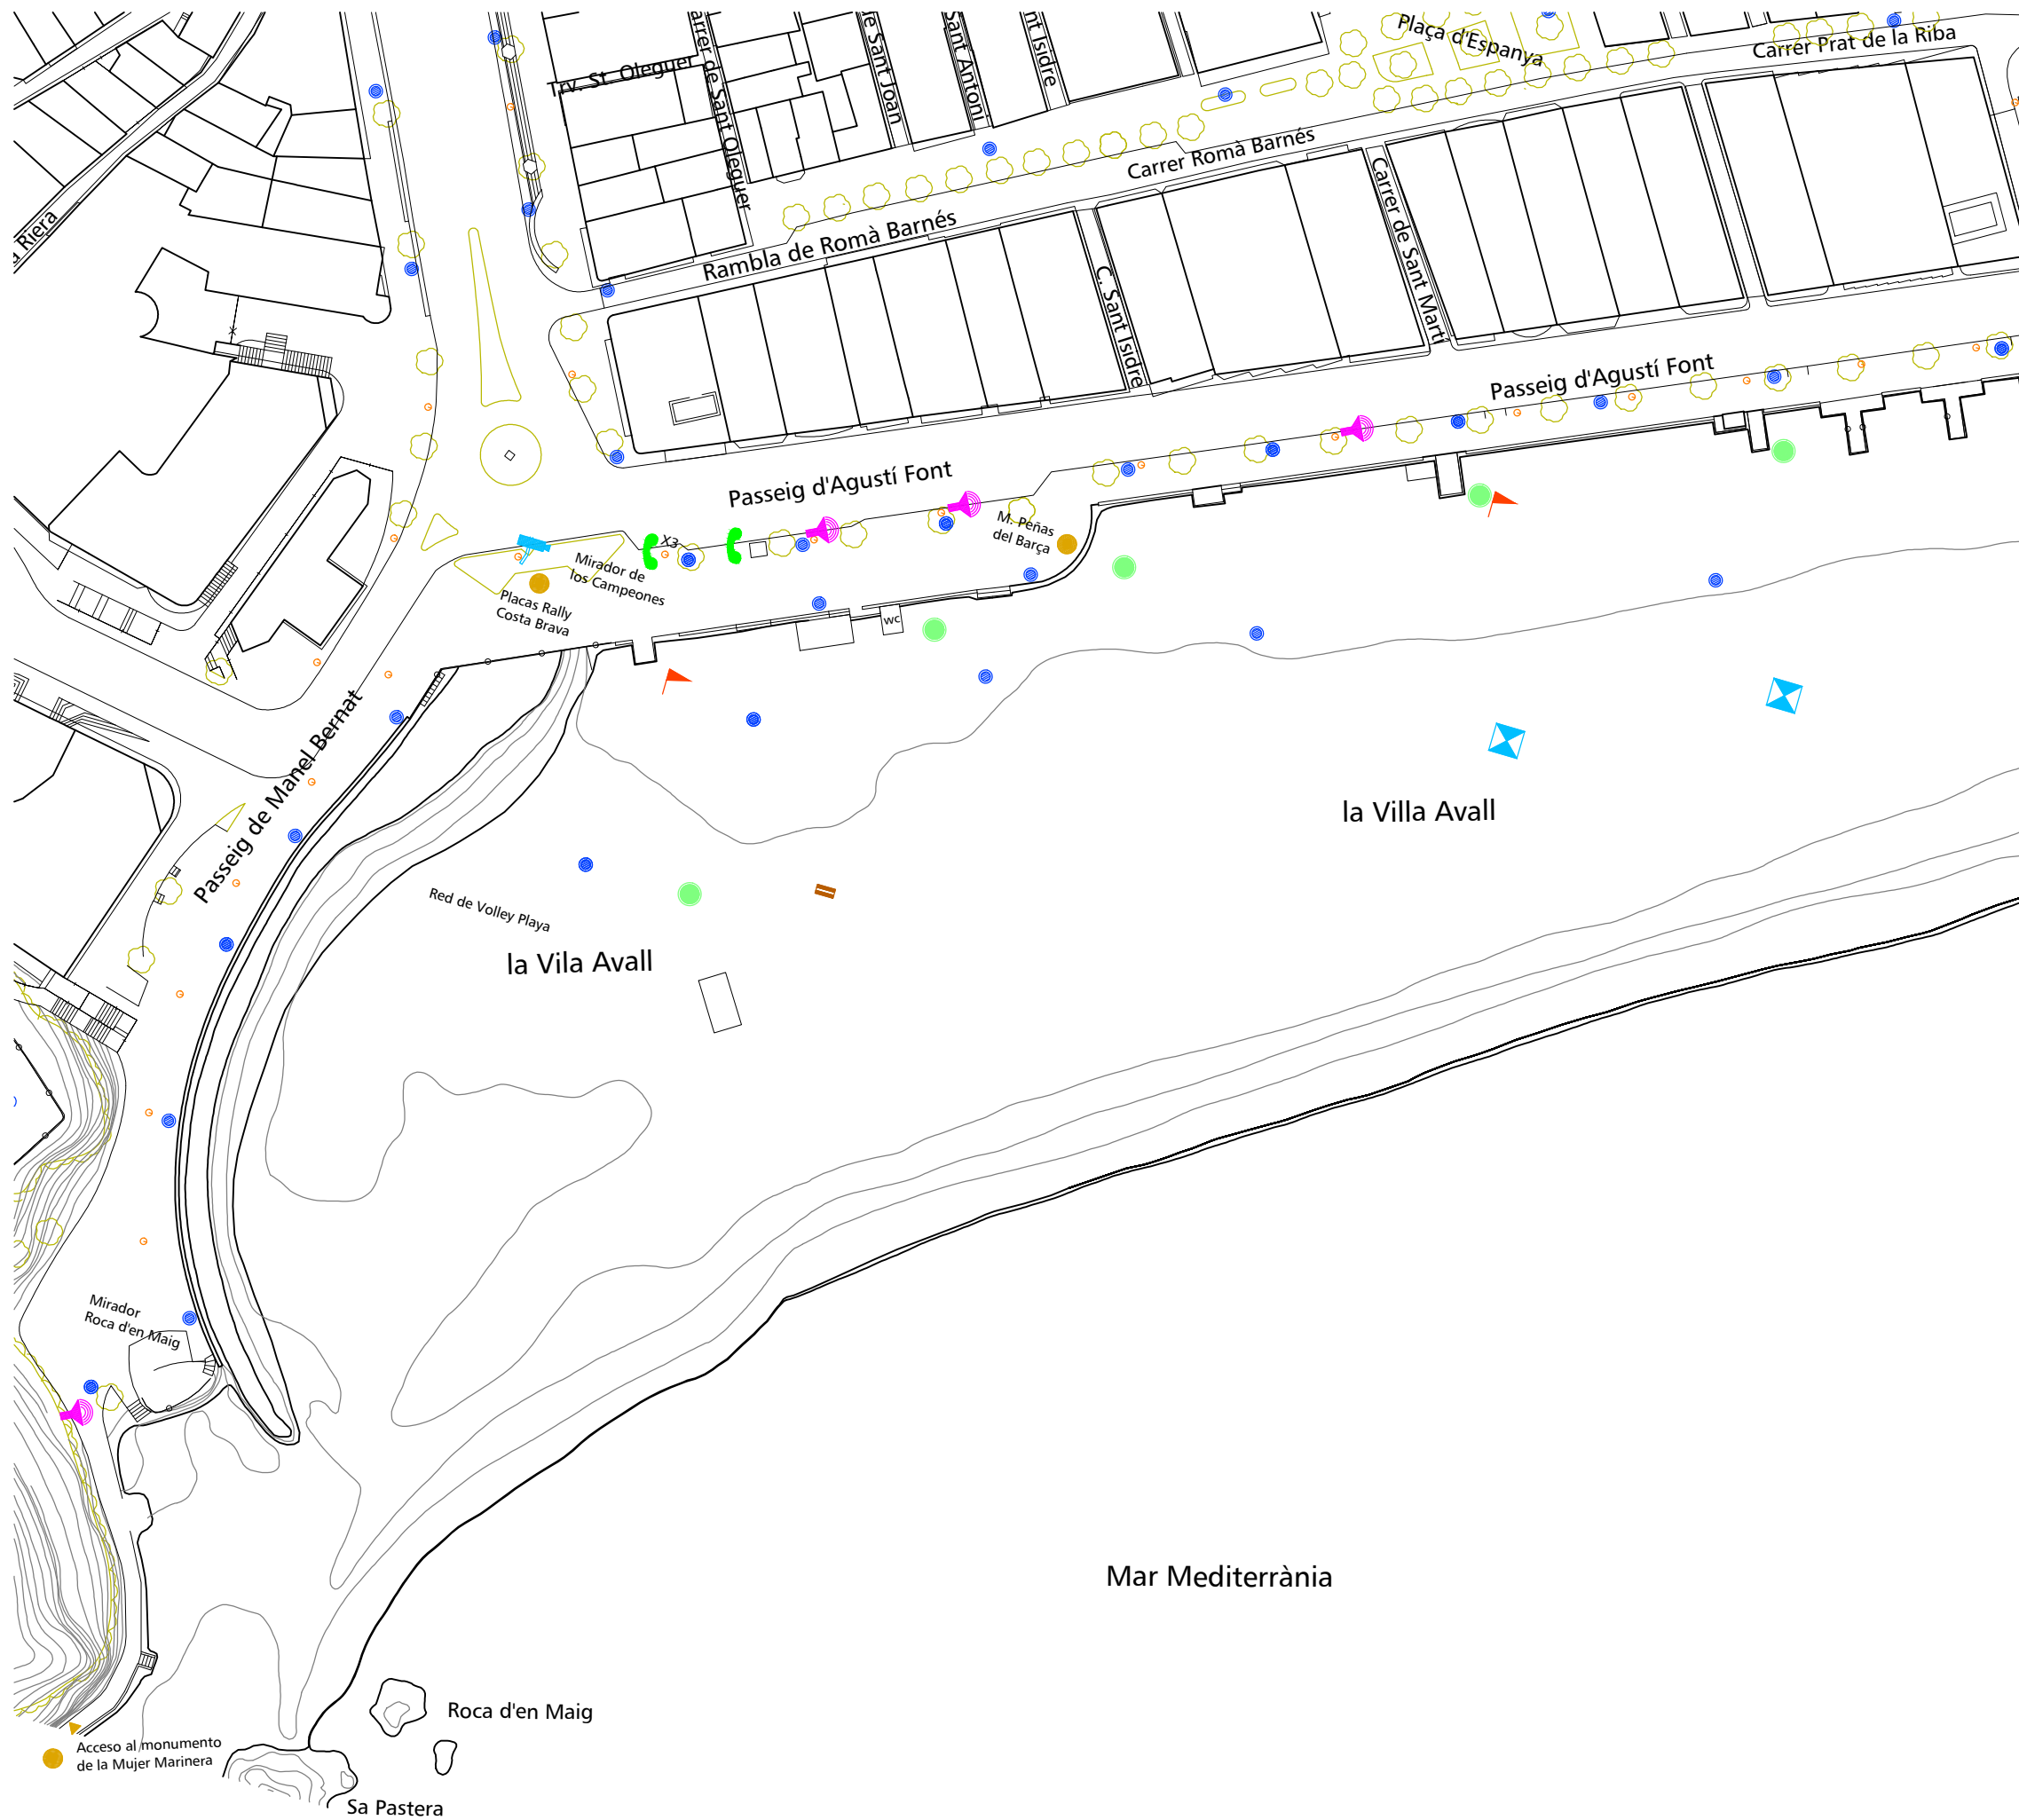 Plaça d'Espanya
Carrer Prat de la Riba
Trv. St. Oleguer
Carrer de Sant Oleguer
de Sant Joan
Sant Antoni
Sant Isidre
Carrer Romà Barnés
Rambla de Romà Barnés
Carrer de Sant Martí
C. Sant Isidre
Riera
Passeig d'Agustí Font
Passeig d'Agustí Font
X3
M. Peñas
del Barça
Mirador de
los Campeones
Placas Rally
Costa Brava
wc
Passeig de Manel Bernat
la Villa Avall
Red de Volley Playa
la Vila Avall
Mirador
Roca d'en Maig
Mar Mediterrània
Roca d'en Maig
Acceso al monumento
de la Mujer Marinera
Sa Pastera